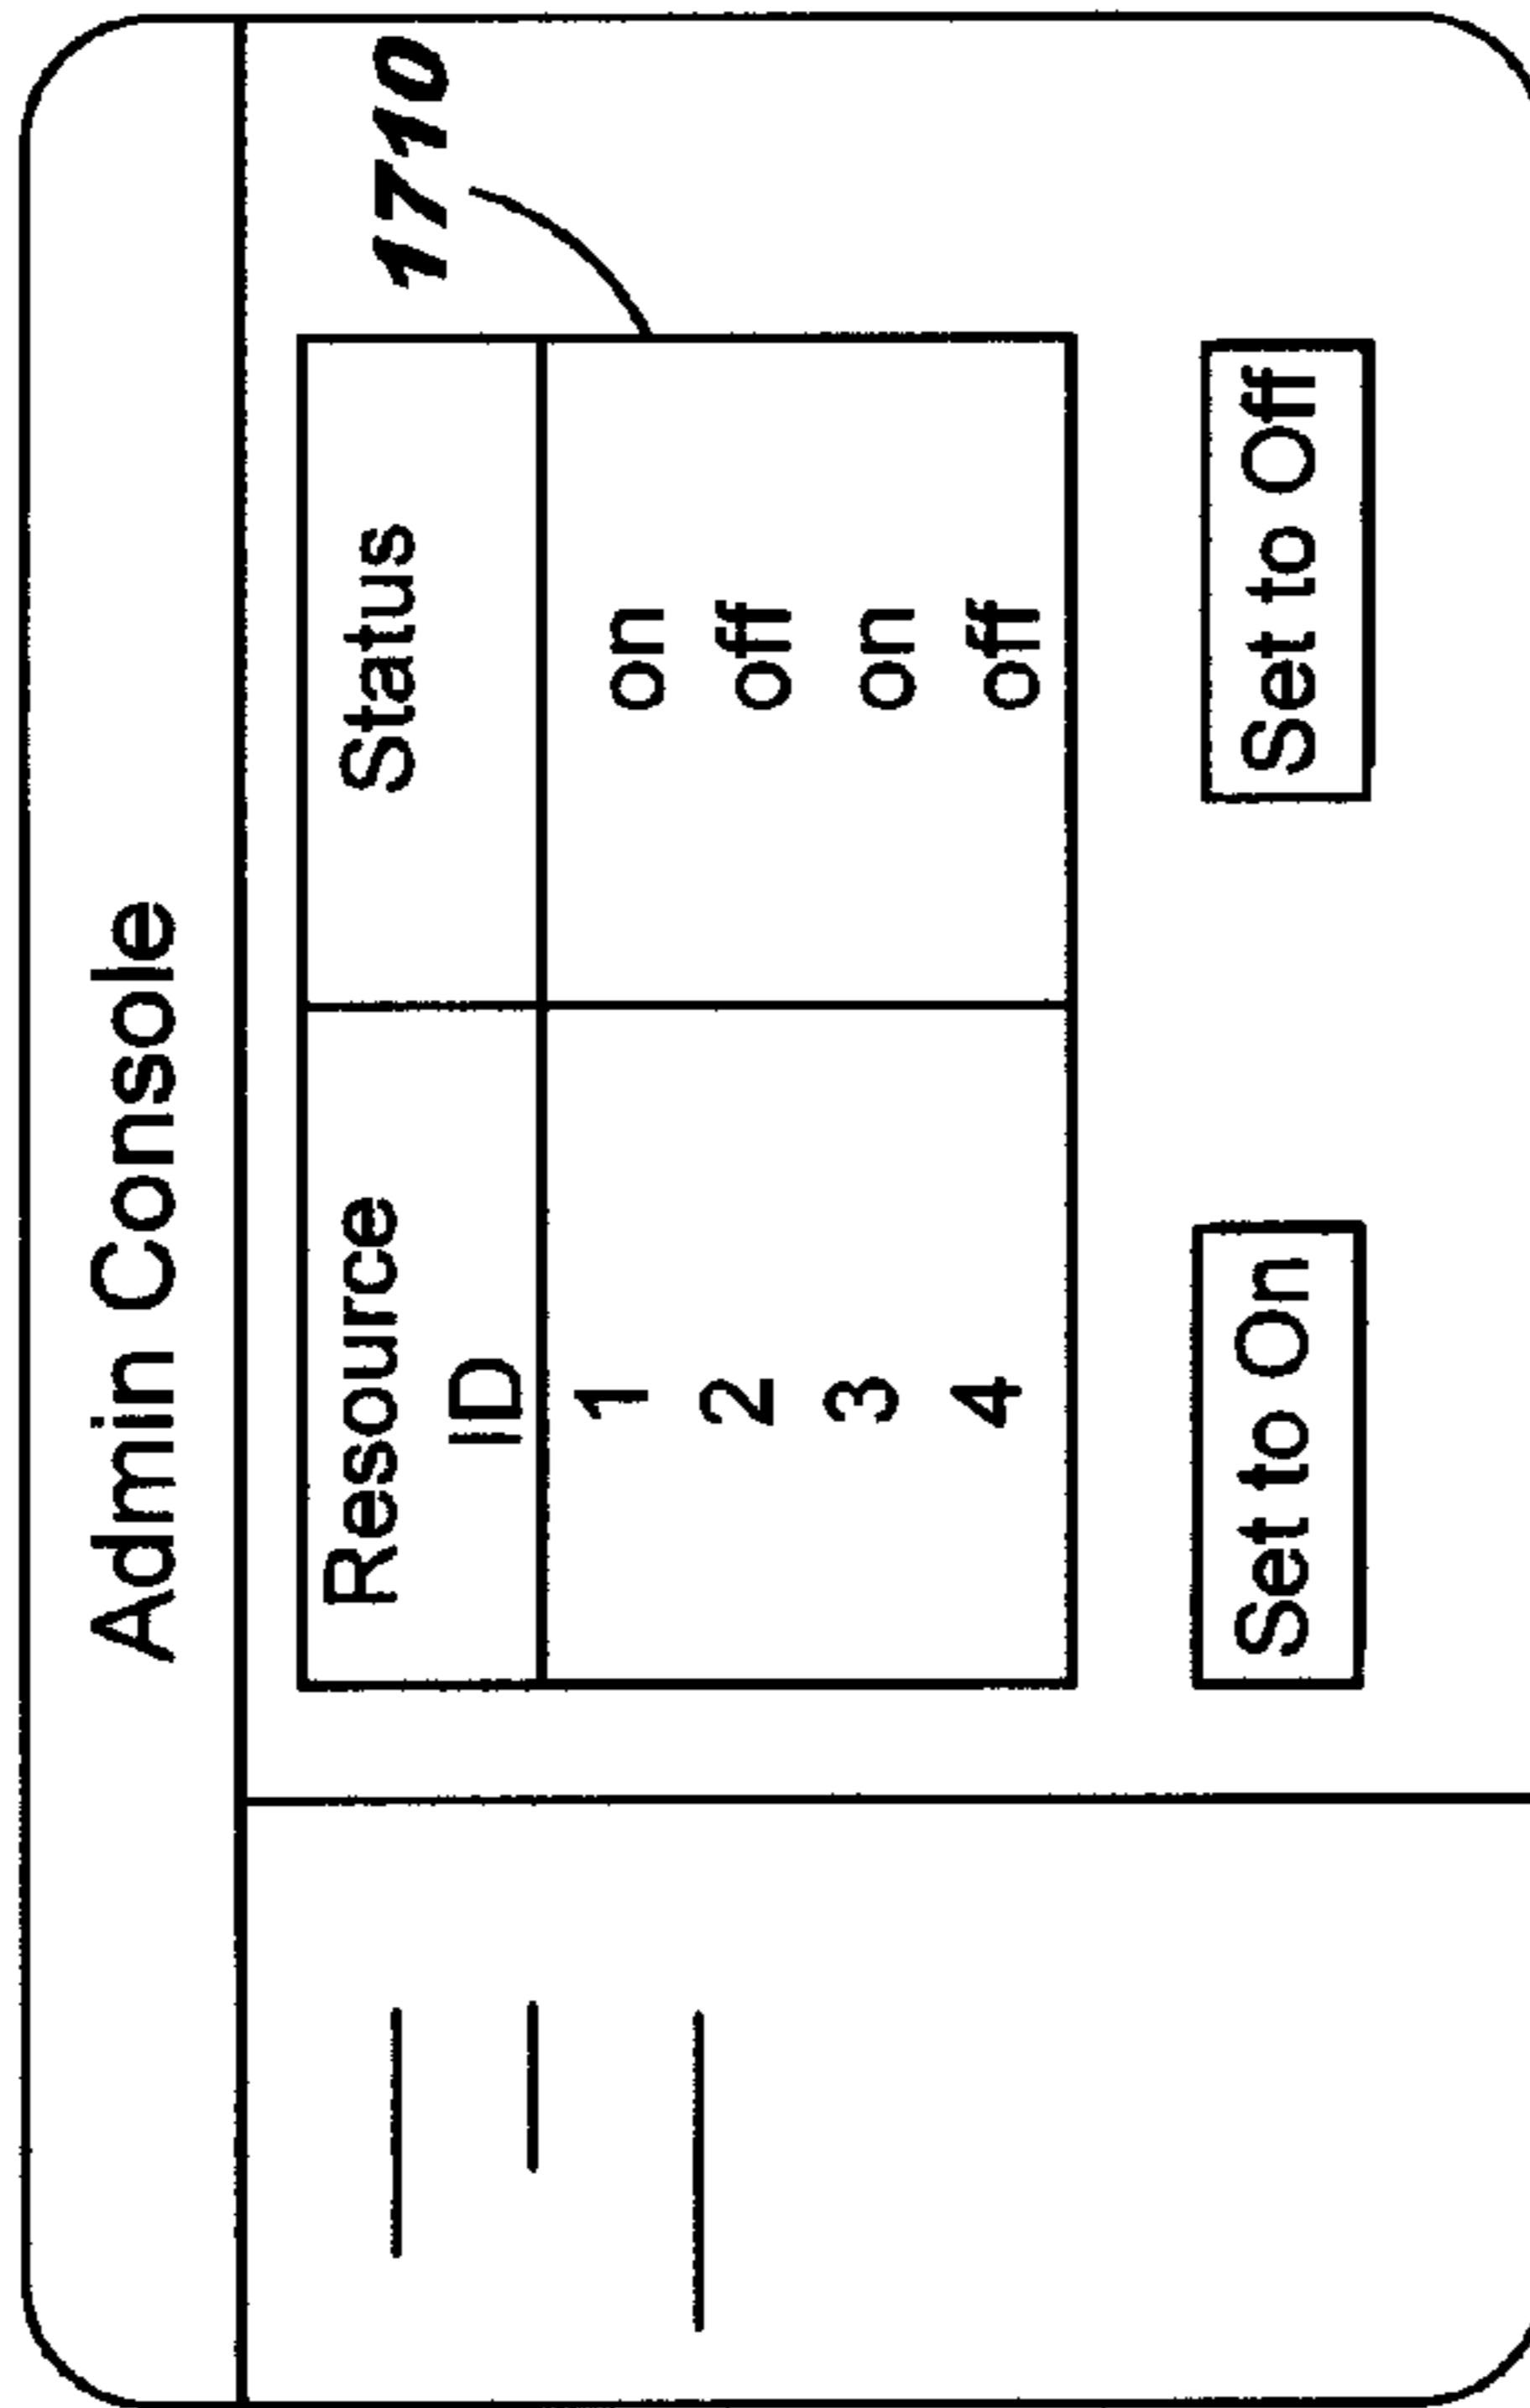 Admin Console
1710
Resource ID Status
1 on
2 off
3 on
4 off
Set to On Set to Off